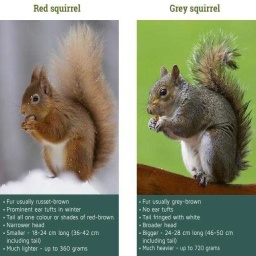 Red squirrel
• Fur usually russet-brown
• Prominent ear tufts in winter
• Tail all one colour or shades of red-brown
• Narrower head
• Smaller - 18-24 cm long (36-42 cm
including tail)
• Much lighter - up to 360 grams
Grey squirrel
• Fur usually grey-brown
• No ear tufts
• Tail fringed with white
• Broader head
• Bigger - 24-28 cm long (46-50 cm
including tail)
• Much heavier - up to 720 grams